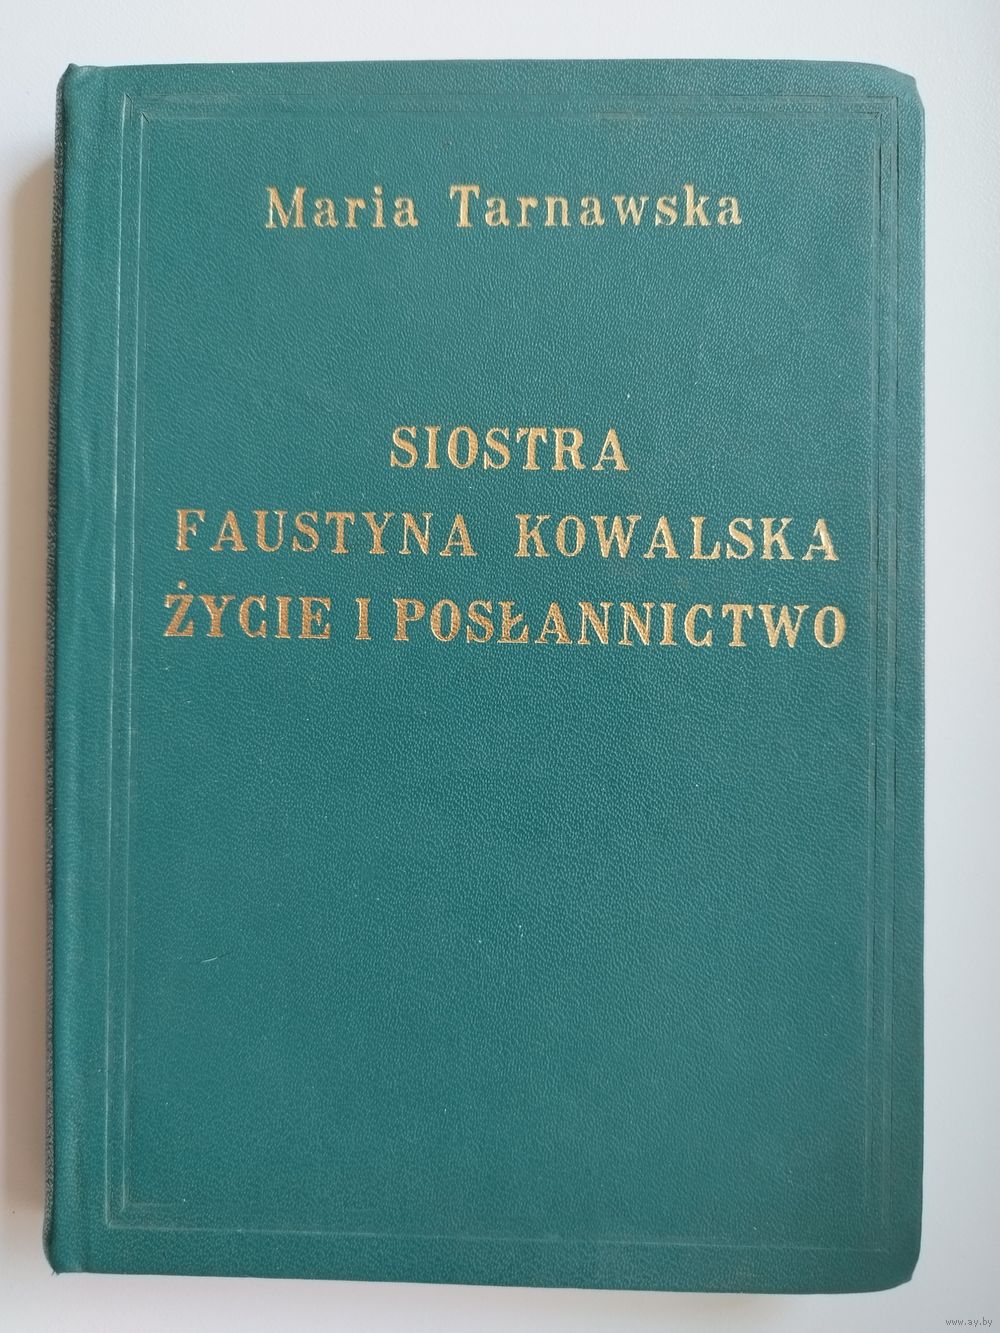 Maria Tarnawska
SIOSTRA
FAUSTYNA KOWALSKA
ŻYCIE I POSŁANNICTWO
www.ay.by